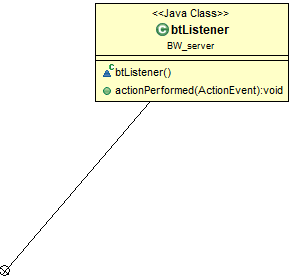 <<Java Class>>
btListener
BW_server
btListener()
actionPerformed(ActionEvent):void